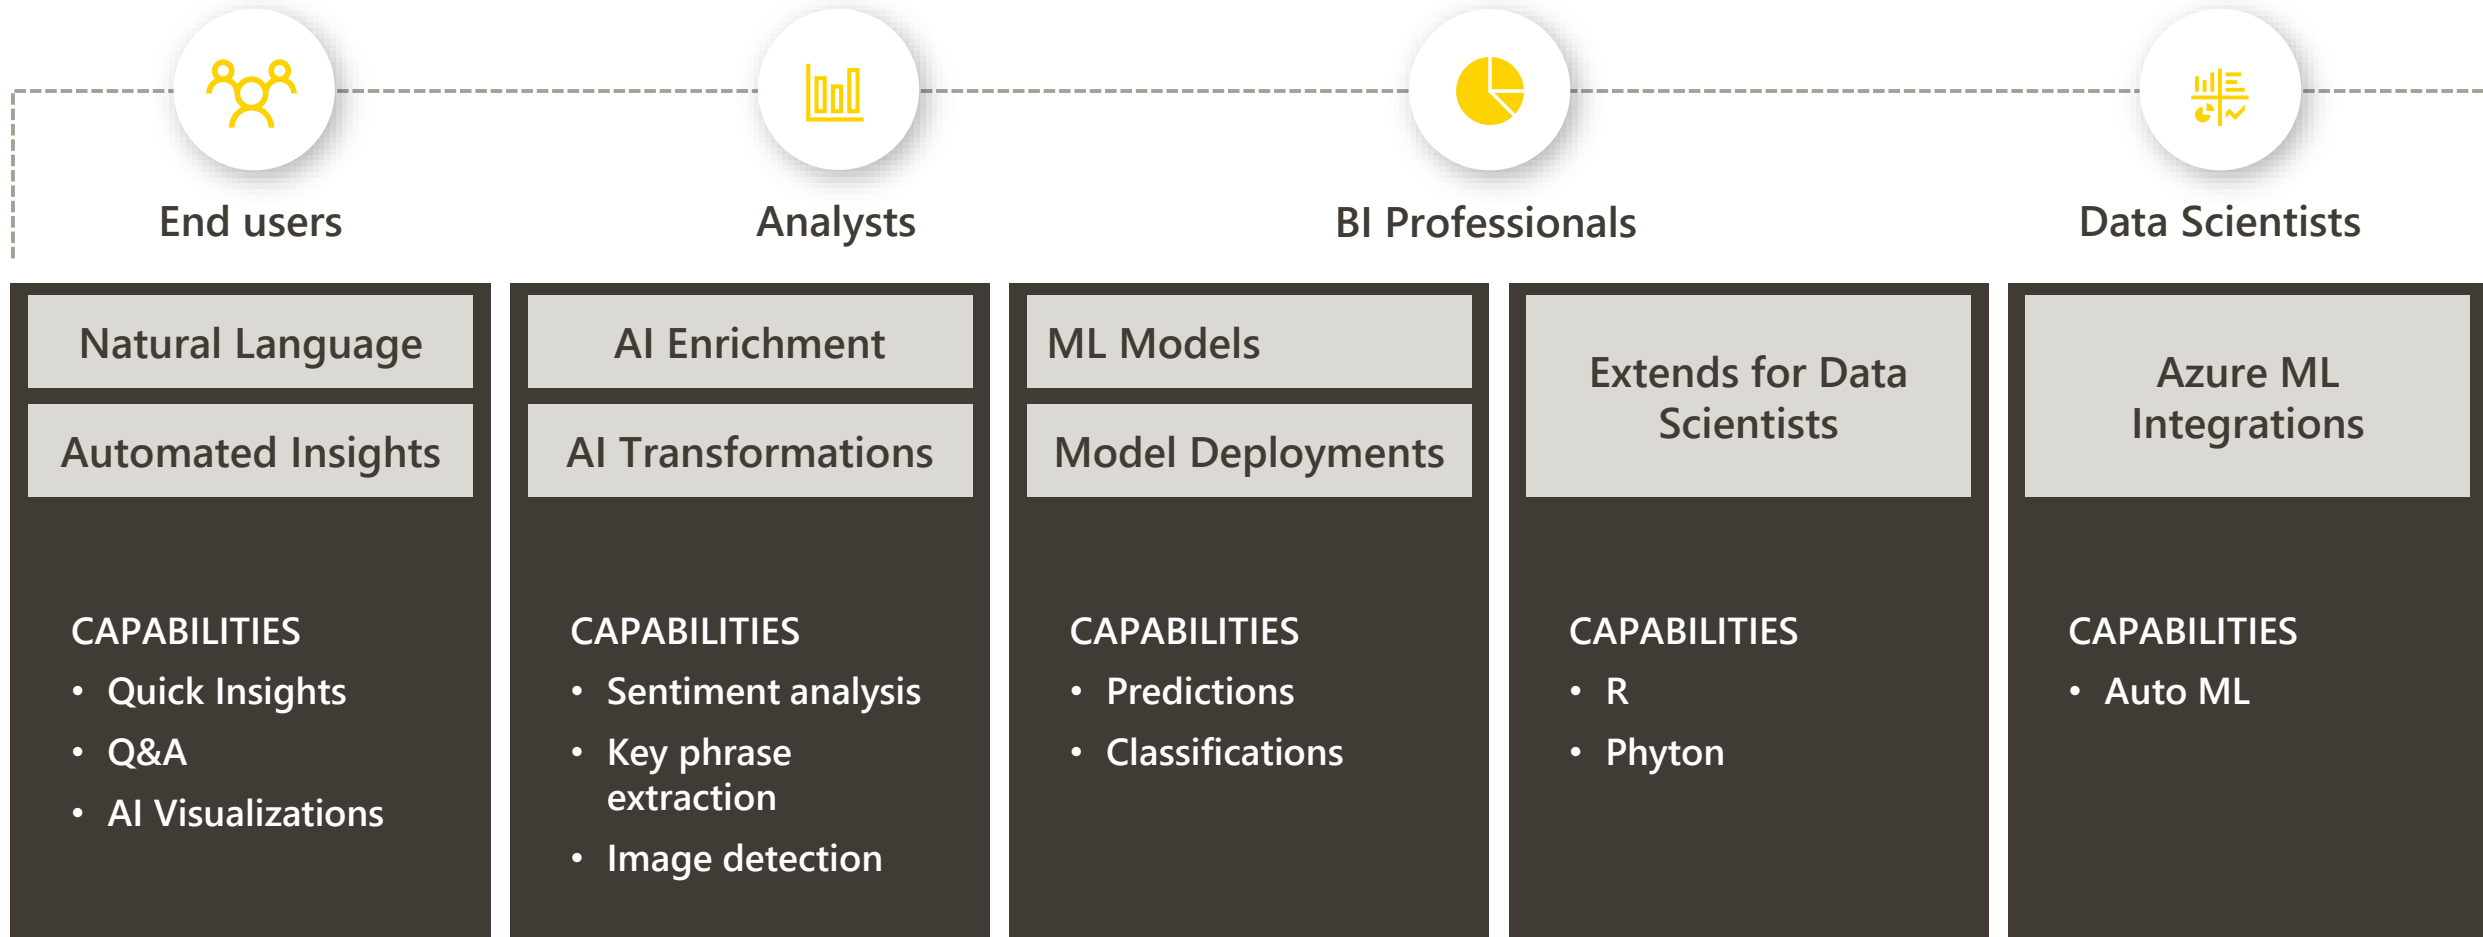 End users
Analysts
BI Professionals
Data Scientists
Natural Language
Automated Insights
CAPABILITIES
• Quick Insights
• Q&A
• AI Visualizations
AI Enrichment
AI Transformations
CAPABILITIES
• Sentiment analysis
• Key phrase
extraction
• Image detection
ML Models
Model Deployments
CAPABILITIES
• Predictions
• Classifications
Extends for Data
Scientists
CAPABILITIES
• R
• Phyton
Azure ML
Integrations
CAPABILITIES
• Auto ML